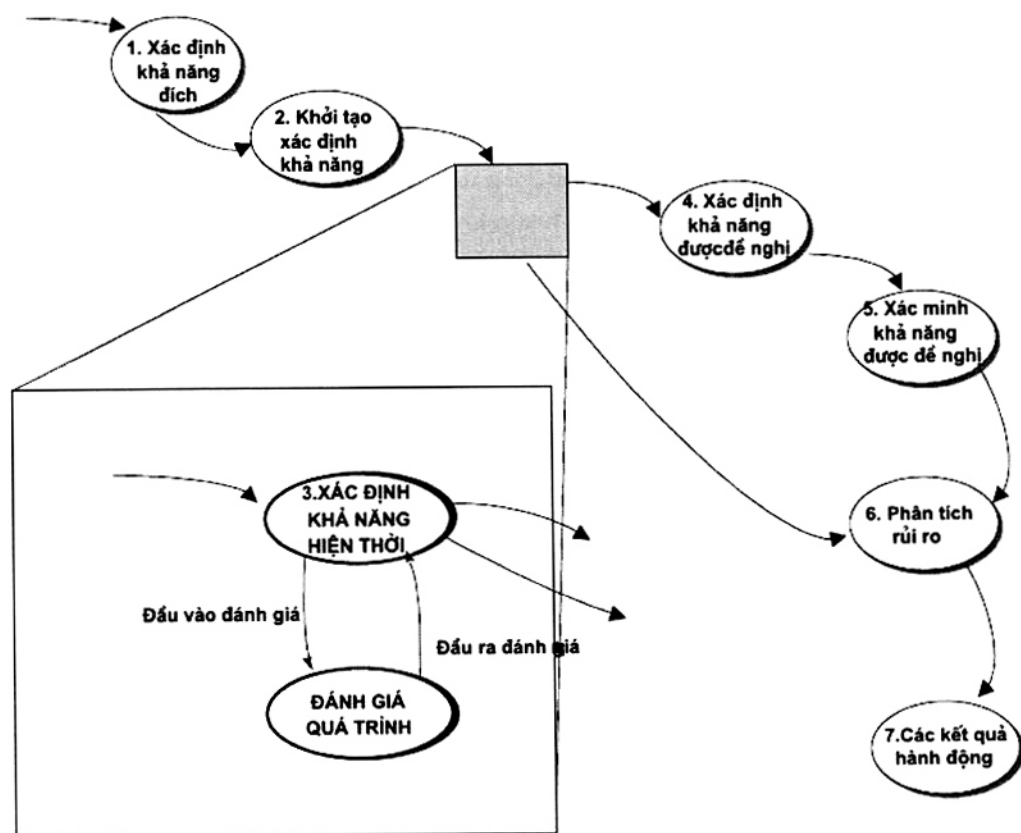 1. Xác định
khả năng
đích
2. Khởi tạo
xác định
khả năng
4. Xác định
khả năng
đượcđề nghị
5. Xác minh
khả năng
được đề nghị
3.XÁC ĐỊNH
KHẢ NĂNG
HIỆN THỜI
6. Phân tích
rủi ro
Đầu vào đánh giá
Đầu ra đánh giá
ĐÁNH GIÁ
QUÁ TRÌNH
7.Các kết quả
hành động